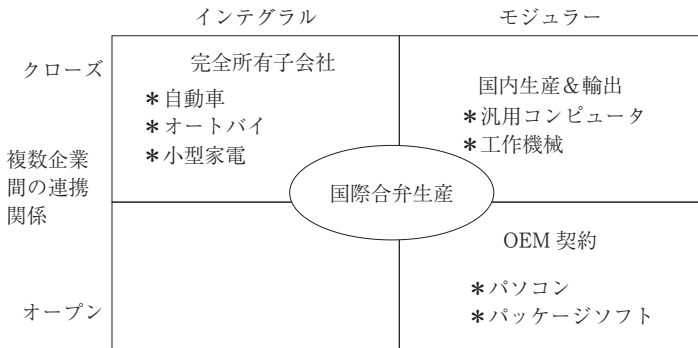 インテグラル
モジュラー
クローズ
完全所有子会社
＊自動車
＊オートバイ
＊小型家電
国内生産＆輸出
＊汎用コンピュータ
＊工作機械
複数企業
間の連携
関係
国際合弁生産
OEM 契約
＊パソコン
＊パッケージソフト
オープン